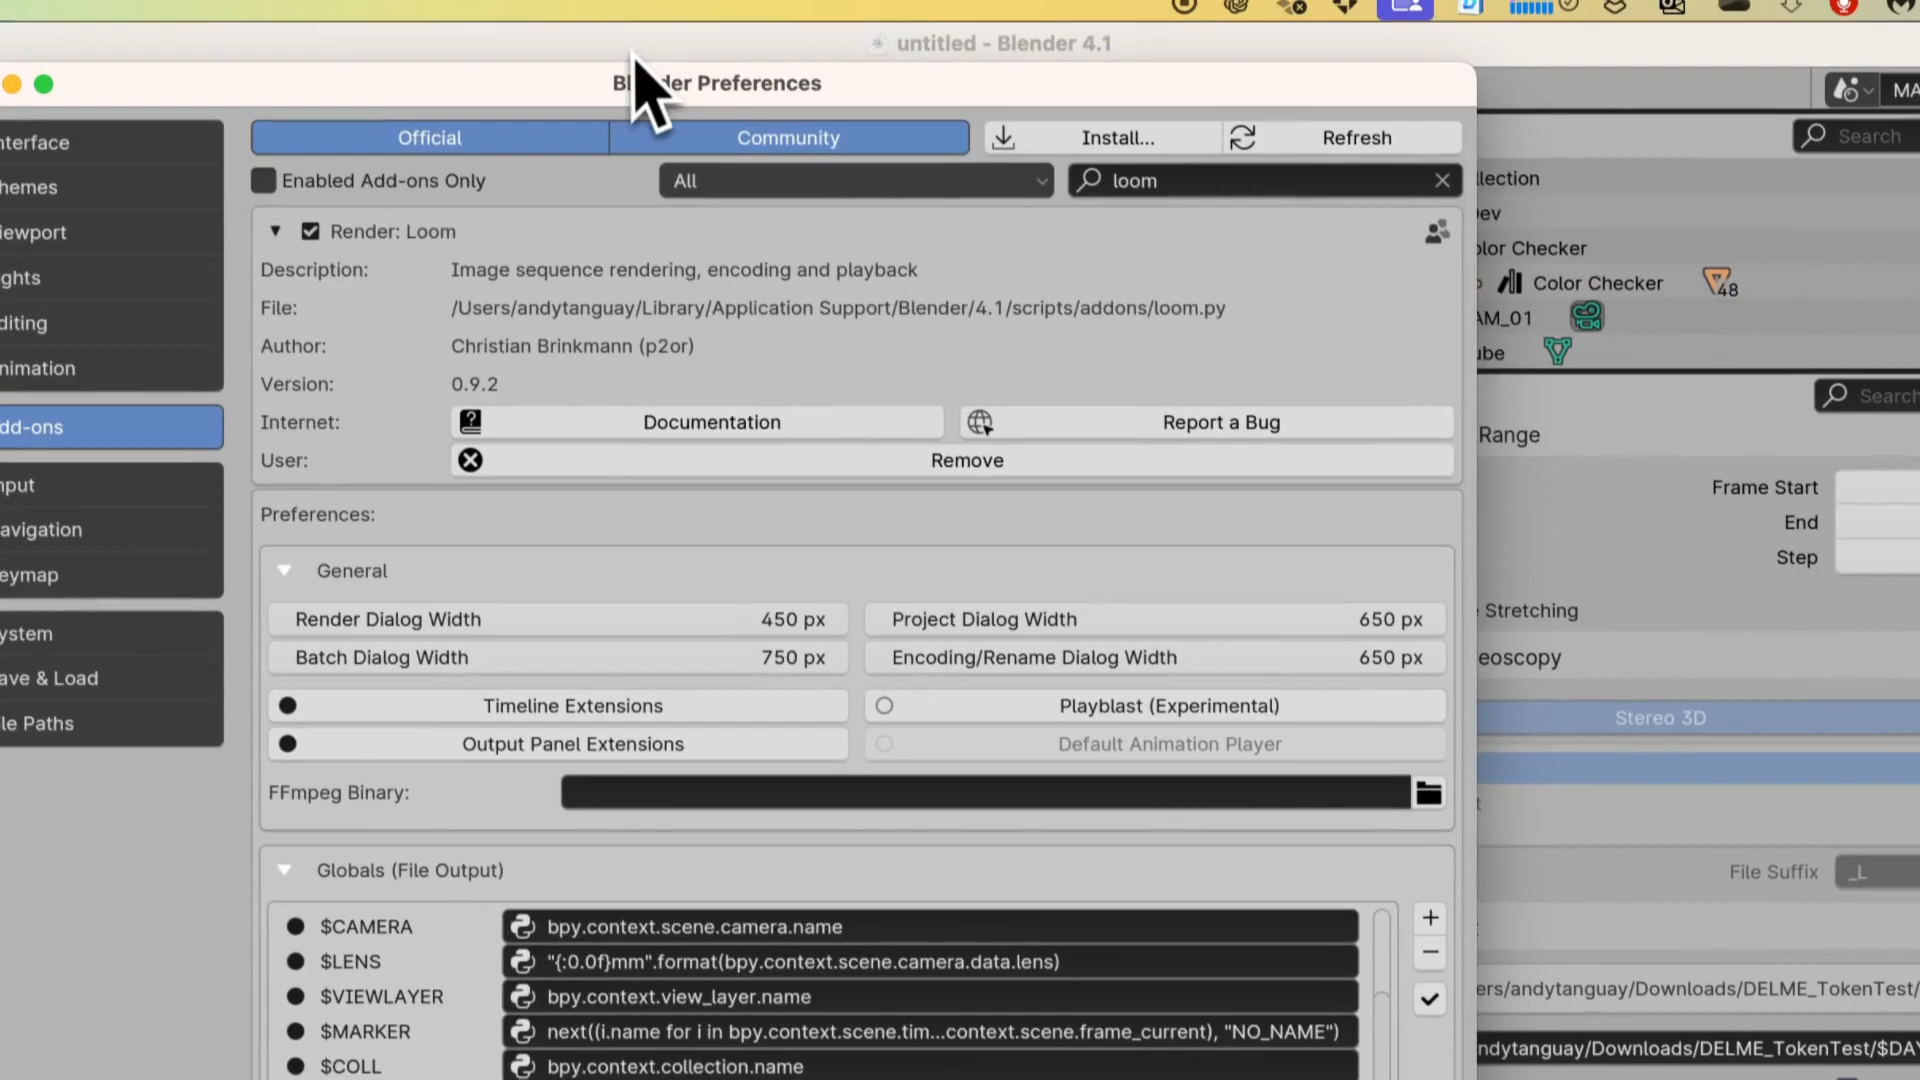 untitled - Blender 4.1
Blender Preferences
nterface
hemes
iewport
ghts
diting
nimation
dd-ons
nput
avigation
eymap
ystem
ave & Load
le Paths
Official
Community
Install...
Refresh
Enabled Add-ons Only
All
loom
Render: Loom
Description:
Image sequence rendering, encoding and playback
File:
/Users/andytanguay/Library/Application Support/Blender/4.1/scripts/addons/loom.py
Author:
Christian Brinkmann (p2or)
Version:
0.9.2
Internet:
Documentation
Report a Bug
User:
Remove
Preferences:
General
Render Dialog Width 450 px
Project Dialog Width 650 px
Batch Dialog Width 750 px
Encoding/Rename Dialog Width 650 px
Timeline Extensions
Playblast (Experimental)
Output Panel Extensions
Default Animation Player
FFmpeg Binary:
Globals (File Output)
$CAMERA
bpy.context.scene.camera.name
$LENS
"{:0.0f}mm".format(bpy.context.scene.camera.data.lens)
$VIEWLAYER
bpy.context.view_layer.name
$MARKER
next((i.name for i in bpy.context.scene.tim...context.scene.frame_current), "NO_NAME")
$COLL
bpy.context.collection.name
MA
Search
llection
ev
olor Checker
Color Checker
48
AM_01
ube
Search
Range
Frame Start
End
Step
Stretching
eoscopy
Stereo 3D
File Suffix
_L
ers/andytanguay/Downloads/DELME_TokenTest/
ndytanguay/Downloads/DELME_TokenTest/$DAY